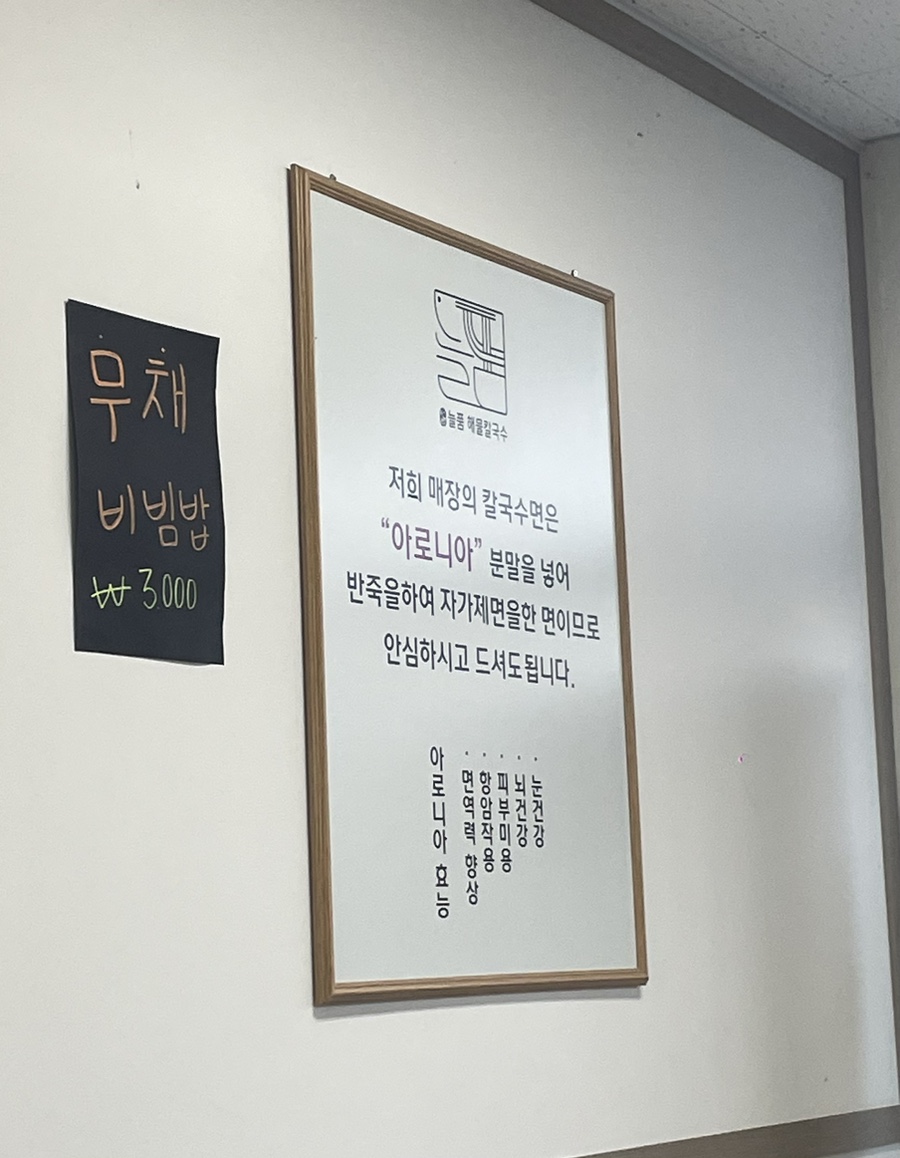 무채
비빔밥
₩ 3.000
늘품
늘품 해물칼국수
저희 매장의 칼국수면은
“아로니아” 분말을 넣어
반죽을하여 자가제면을한 면이므로
안심하시고 드셔도됩니다.
아로니아 효능
· 면역력 향상
· 항암작용
· 피부미용
· 뇌건강
· 눈건강